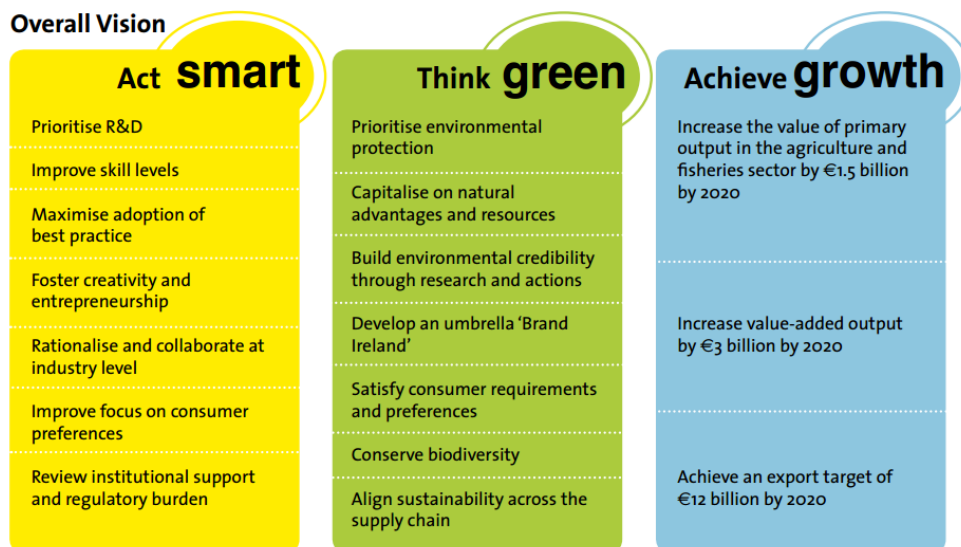 Overall Vision
Act smart
Prioritise R&D
Improve skill levels
Maximise adoption of
best practice
Foster creativity and
entrepreneurship
Rationalise and collaborate at
industry level
Improve focus on consumer
preferences
Review institutional support
and regulatory burden
Think green
Prioritise environmental
protection
Capitalise on natural
advantages and resources
Build environmental credibility
through research and actions
Develop an umbrella ‘Brand
Ireland’
Satisfy consumer requirements
and preferences
Conserve biodiversity
Align sustainability across the
supply chain
Achieve growth
Increase the value of primary
output in the agriculture and
fisheries sector by €1.5 billion
by 2020
Increase value-added output
by €3 billion by 2020
Achieve an export target of
€12 billion by 2020